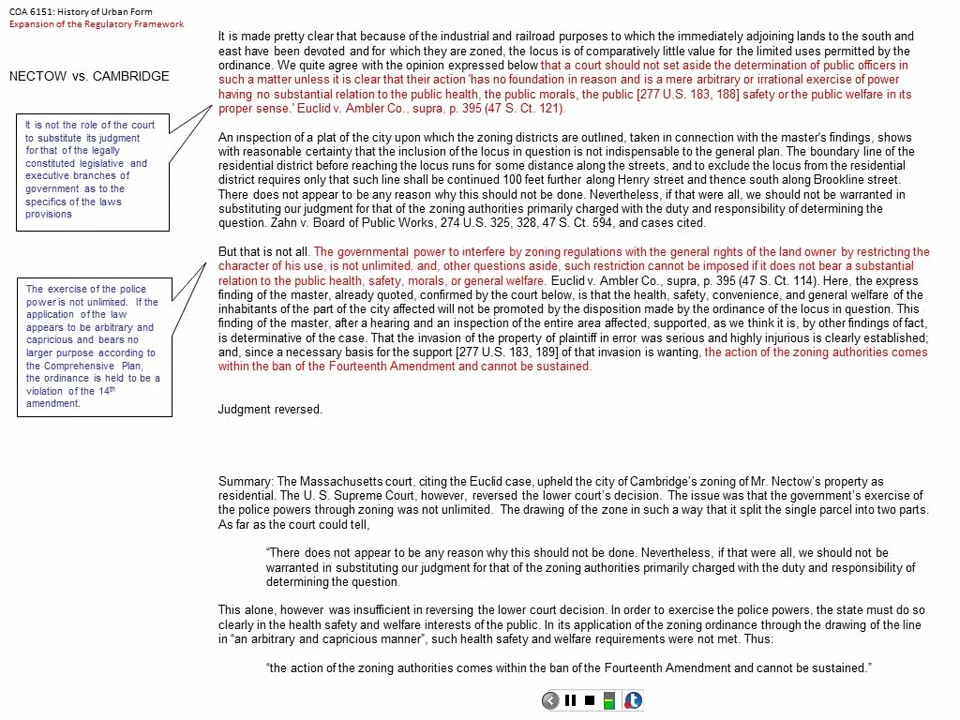 COA 6151: History of Urban Form
Expansion of the Regulatory Framework
NECTOW vs. CAMBRIDGE
It is not the role of the court
to substitute its judgment
for that of the legally
constituted legislative and
executive branches of
government as to the
specifics of the laws
provisions
The exercise of the police
power is not unlimited. If the
application of the law
appears to be arbitrary and
capricious and bears no
larger purpose according to
the Comprehensive Plan,
the ordinance is held to be a
violation of the 14th
amendment.
It is made pretty clear that because of the industrial and railroad purposes to which the immediately adjoining lands to the south and
east have been devoted and for which they are zoned, the locus is of comparatively little value for the limited uses permitted by the
ordinance. We quite agree with the opinion expressed below that a court should not set aside the determination of public officers in
such a matter unless it is clear that their action 'has no foundation in reason and is a mere arbitrary or irrational exercise of power
having no substantial relation to the public health, the public morals, the public [277 U.S. 183, 188] safety or the public welfare in its
proper sense.' Euclid v. Ambler Co., supra, p. 395 (47 S. Ct. 121).
An inspection of a plat of the city upon which the zoning districts are outlined, taken in connection with the master's findings, shows
with reasonable certainty that the inclusion of the locus in question is not indispensable to the general plan. The boundary line of the
residential district before reaching the locus runs for some distance along the streets, and to exclude the locus from the residential
district requires only that such line shall be continued 100 feet further along Henry street and thence south along Brookline street.
There does not appear to be any reason why this should not be done. Nevertheless, if that were all, we should not be warranted in
substituting our judgment for that of the zoning authorities primarily charged with the duty and responsibility of determining the
question. Zahn v. Board of Public Works, 274 U.S. 325, 328, 47 S. Ct. 594, and cases cited.
But that is not all. The governmental power to interfere by zoning regulations with the general rights of the land owner by restricting the
character of his use, is not unlimited, and, other questions aside, such restriction cannot be imposed if it does not bear a substantial
relation to the public health, safety, morals, or general welfare. Euclid v. Ambler Co., supra, p. 395 (47 S. Ct. 114). Here, the express
finding of the master, already quoted, confirmed by the court below, is that the health, safety, convenience, and general welfare of the
inhabitants of the part of the city affected will not be promoted by the disposition made by the ordinance of the locus in question. This
finding of the master, after a hearing and an inspection of the entire area affected, supported, as we think it is, by other findings of fact,
is determinative of the case. That the invasion of the property of plaintiff in error was serious and highly injurious is clearly established;
and, since a necessary basis for the support [277 U.S. 183, 189] of that invasion is wanting, the action of the zoning authorities comes
within the ban of the Fourteenth Amendment and cannot be sustained.
Judgment reversed.
Summary: The Massachusetts court, citing the Euclid case, upheld the city of Cambridge's zoning of Mr. Nectow's property as
residential. The U. S. Supreme Court, however, reversed the lower court's decision. The issue was that the government's exercise of
the police powers through zoning was not unlimited. The drawing of the zone in such a way that it split the single parcel into two parts.
As far as the court could tell,
“There does not appear to be any reason why this should not be done. Nevertheless, if that were all, we should not be
warranted in substituting our judgment for that of the zoning authorities primarily charged with the duty and responsibility of
determining the question.
This alone, however was insufficient in reversing the lower court decision. In order to exercise the police powers, the state must do so
clearly in the health safety and welfare interests of the public. In its application of the zoning ordinance through the drawing of the line
in “an arbitrary and capricious manner”, such health safety and welfare requirements were not met. Thus:
“the action of the zoning authorities comes within the ban of the Fourteenth Amendment and cannot be sustained.”